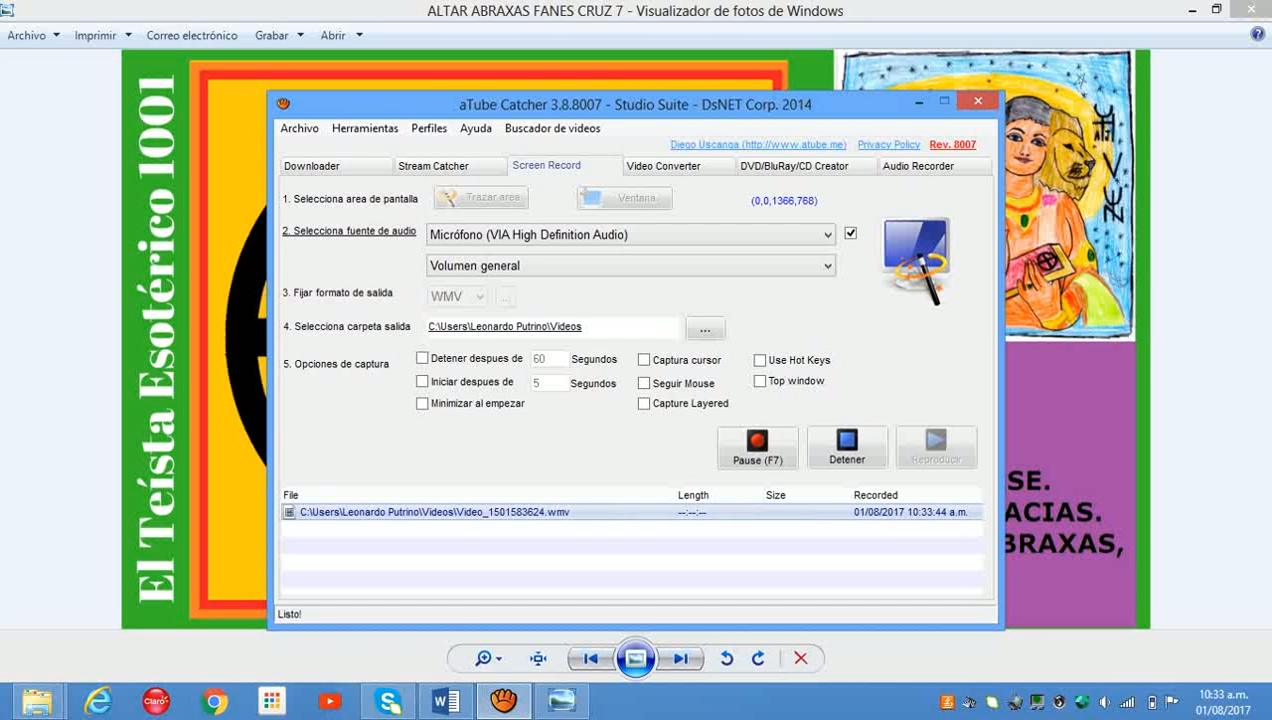 ALTAR ABRAXAS FANES CRUZ 7 - Visualizador de fotos de Windows
Archivo Imprimir Correo electrónico Grabar Abrir
El Teísta Esotérico 1001
aTube Catcher 3.8.8007 - Studio Suite - DsNET Corp. 2014
Archivo Herramientas Perfiles Ayuda Buscador de videos
Diego Uscanga (http://www.atube.me) Privacy Policy Rev. 8007
Downloader Stream Catcher Screen Record Video Converter DVD/BluRay/CD Creator Audio Recorder
1. Selecciona area de pantalla Trazar area Ventana (0,0,1366,768)
2. Selecciona fuente de audio Micrófono (VIA High Definition Audio)
Volumen general
3. Fijar formato de salida WMV ...
4. Selecciona carpeta salida C:\Users\Leonardo Putrino\Videos ...
5. Opciones de captura Detener despues de 60 Segundos Captura cursor Use Hot Keys
Iniciar despues de 5 Segundos Seguir Mouse Top window
Minimizar al empezar Capture Layered
Pause (F7) Detener Reproducir
File Length Size Recorded
C:\Users\Leonardo Putrino\Videos\Video_1501583624.wmv --:--:-- 01/08/2017 10:33:44 a.m.
Listo!
SE.
ACIAS.
BRAXAS,
Claro
W
10:33 a.m.
01/08/2017